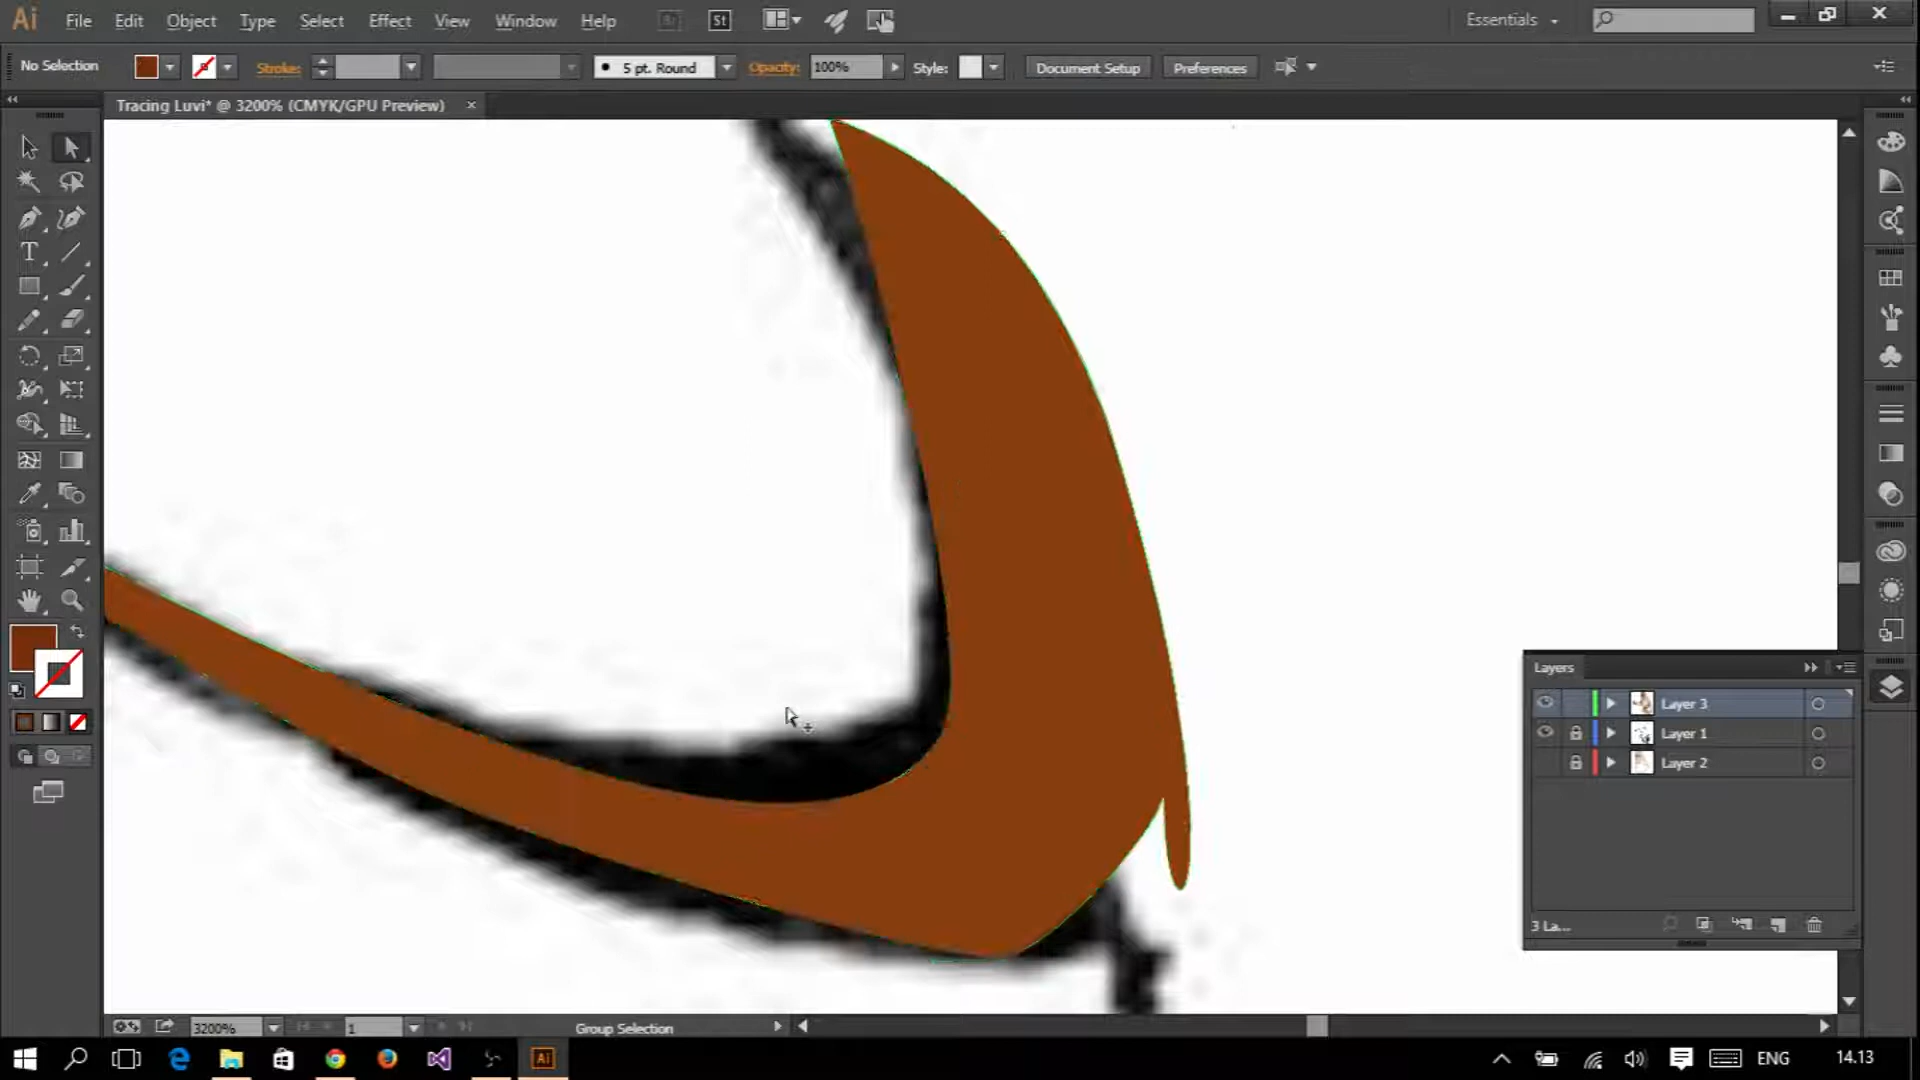 Ai File Edit Object Type Select Effect View Window Help Br St Essentials
No Selection Stroke: 5 pt. Round Opacity: 100% Style: Document Setup Preferences
Tracing Luvi* @ 3200% (CMYK/GPU Preview) ×
T
Layers
Layer 3
Layer 1
Layer 2
3 La...
3200% 1 Group Selection
Ai ENG 14.13